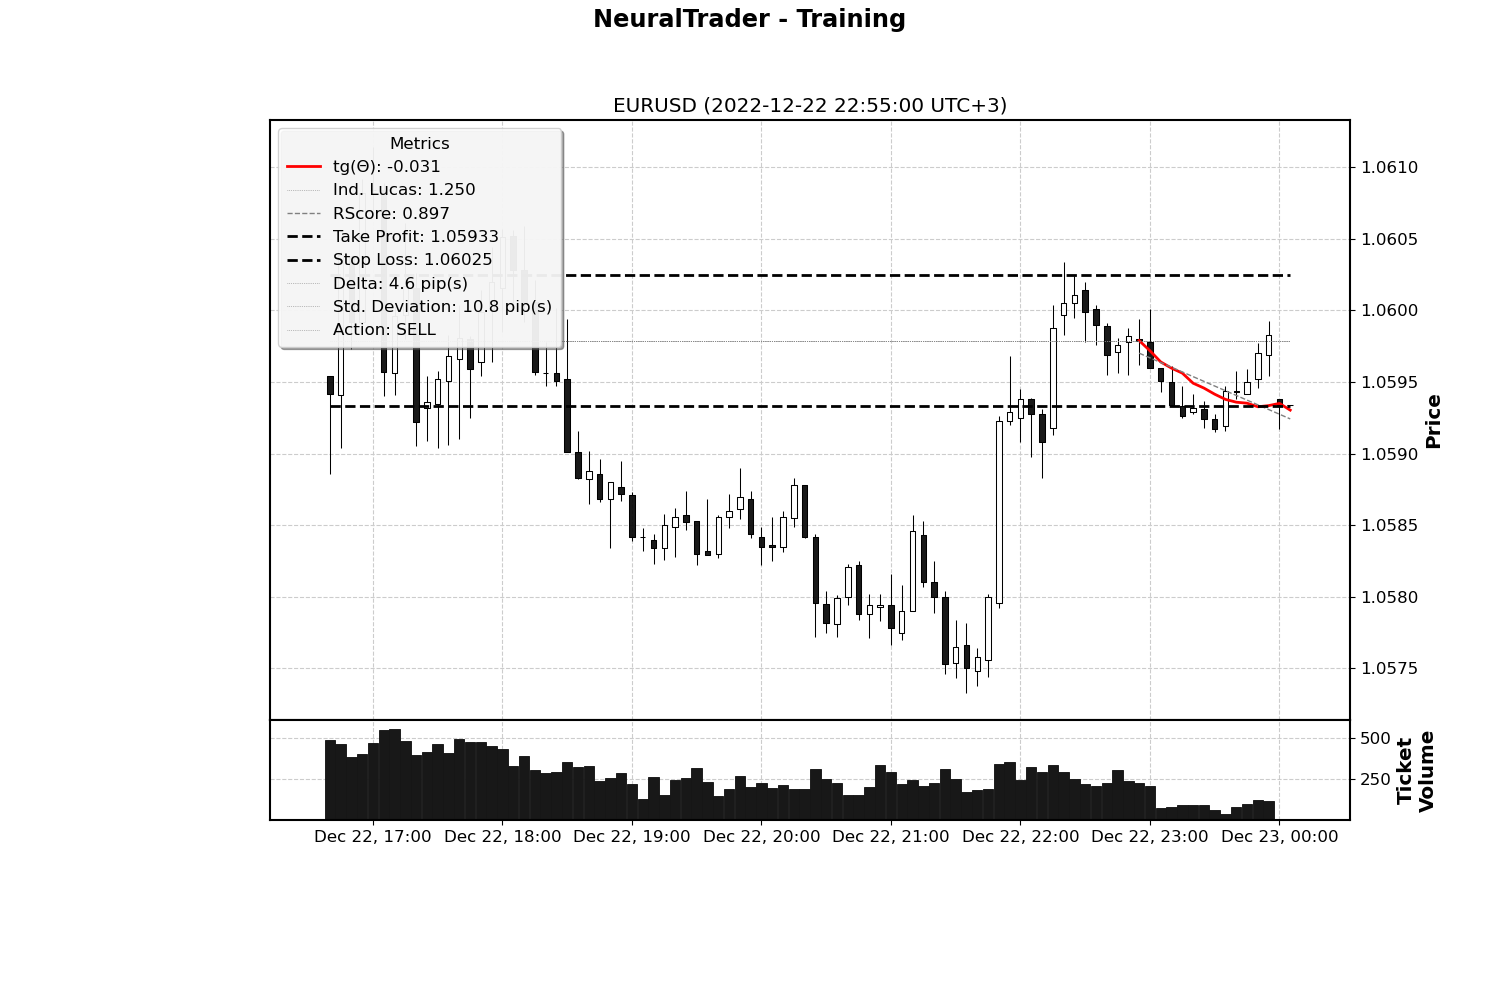 NeuralTrader - Training
EURUSD (2022-12-22 22:55:00 UTC+3)
Metrics
tg(Θ): -0.031
Ind. Lucas: 1.250
RScore: 0.897
Take Profit: 1.05933
Stop Loss: 1.06025
Delta: 4.6 pip(s)
Std. Deviation: 10.8 pip(s)
Action: SELL
1.0610
1.0605
1.0600
1.0595
1.0590
1.0585
1.0580
1.0575
Price
500
250
Ticket
Volume
Dec 22, 17:00
Dec 22, 18:00
Dec 22, 19:00
Dec 22, 20:00
Dec 22, 21:00
Dec 22, 22:00
Dec 22, 23:00
Dec 23, 00:00